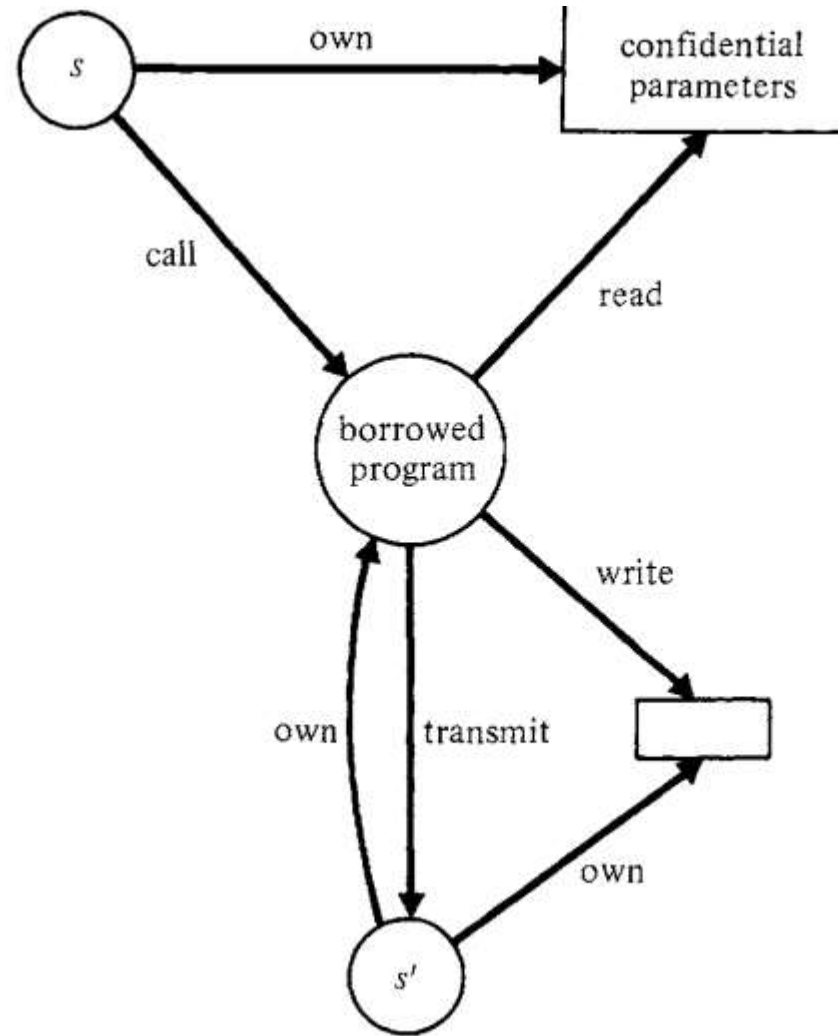 s
own
confidential
parameters
call
read
borrowed
program
write
own
transmit
own
s'